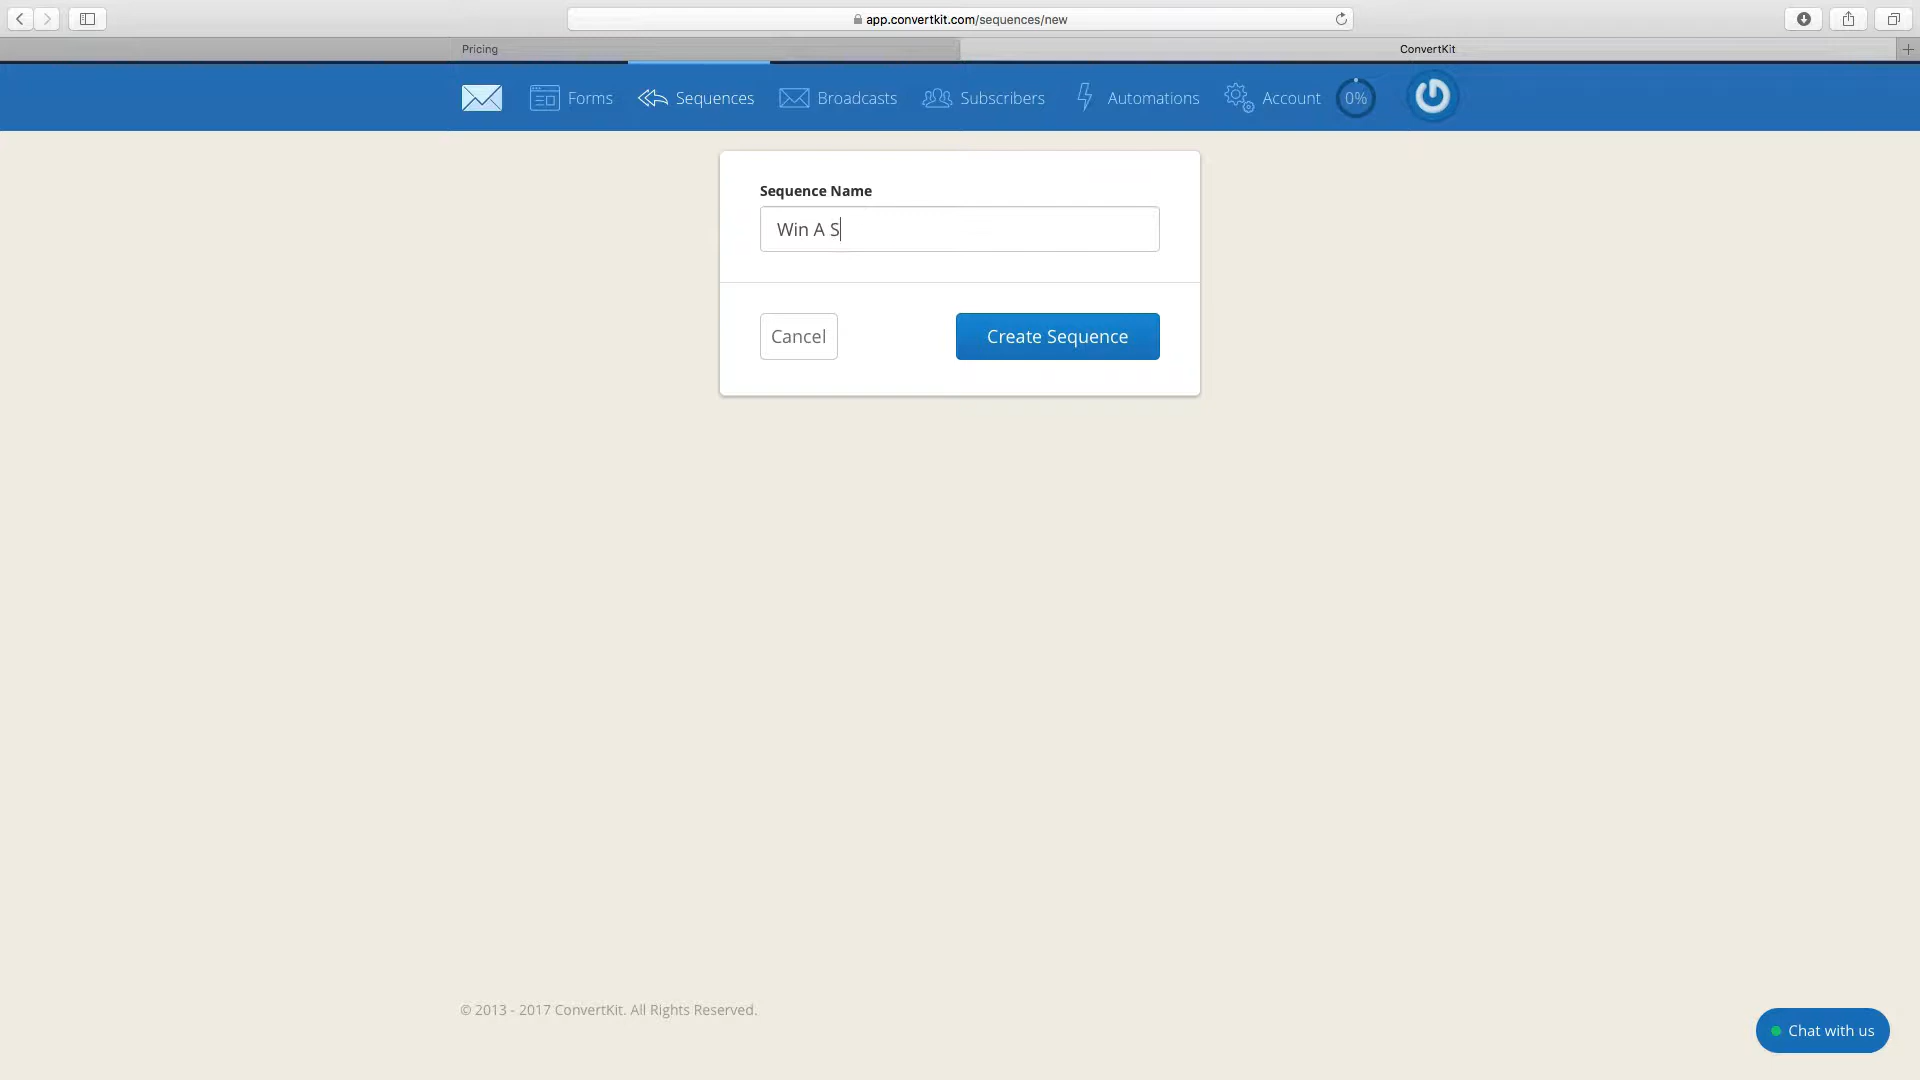 app.convertkit.com/sequences/new
Pricing
ConvertKit
Forms
Sequences
Broadcasts
Subscribers
Automations
Account
0%
Sequence Name
Win A S
Cancel
Create Sequence
© 2013 - 2017 ConvertKit. All Rights Reserved.
Chat with us